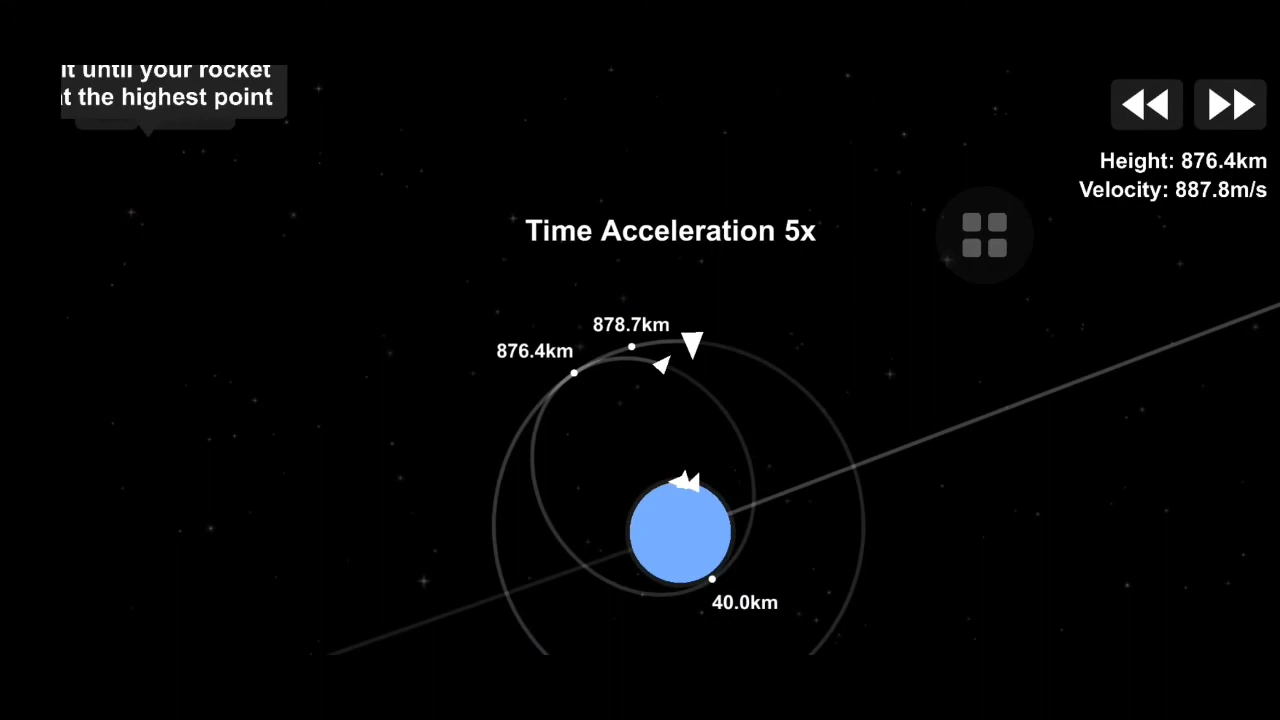 it until your rocket
at the highest point
Height: 876.4km
Velocity: 887.8m/s
Time Acceleration 5x
878.7km
876.4km
40.0km